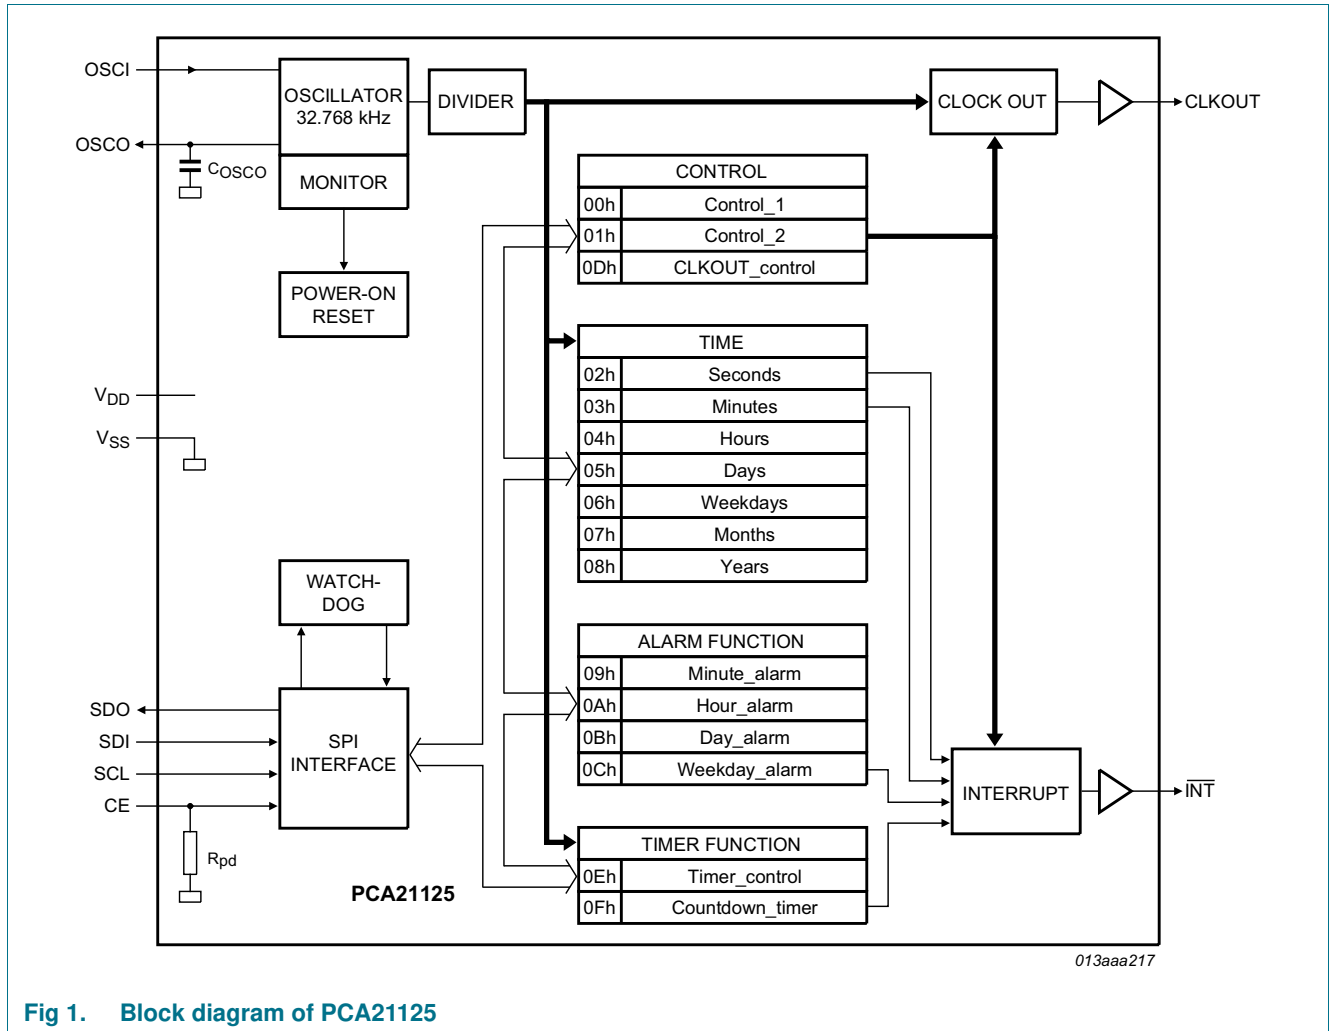 OSCI
OSCO
COSCO
OSCILLATOR
32.768 kHz
MONITOR
DIVIDER
POWER-ON
RESET
CLOCK OUT
CLKOUT
CONTROL
00h Control_1
01h Control_2
0Dh CLKOUT_control
VDD
VSS
TIME
02h Seconds
03h Minutes
04h Hours
05h Days
06h Weekdays
07h Months
08h Years
WATCH-
DOG
ALARM FUNCTION
09h Minute_alarm
0Ah Hour_alarm
0Bh Day_alarm
0Ch Weekday_alarm
SDO
SDI
SCL
CE
Rpd
SPI
INTERFACE
INTERRUPT
INT
TIMER FUNCTION
0Eh Timer_control
0Fh Countdown_timer
PCA21125
013aaa217
Fig 1. Block diagram of PCA21125